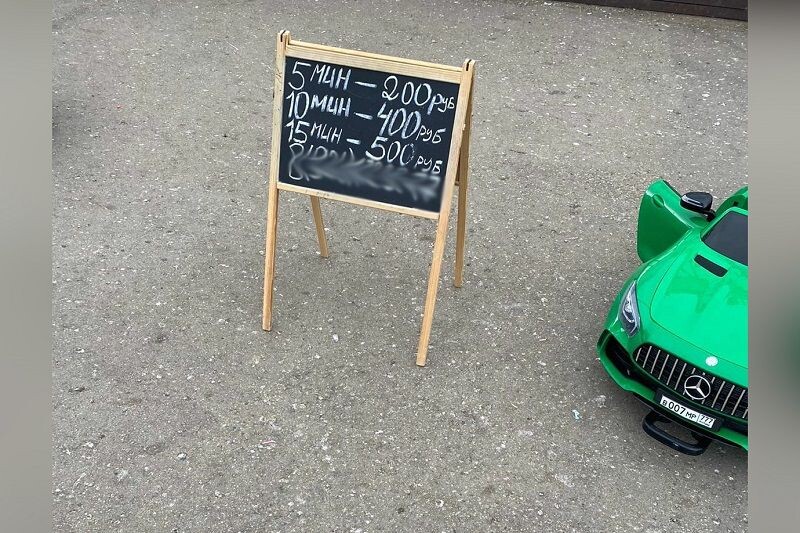 5 МИН – 200 РУБ
10 МИН – 400 РУБ
15 МИН – 500 РУБ
В 007 МР 777